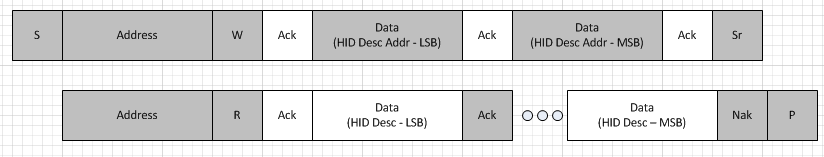 S Address W Ack Data Ack Data Ack Sr
(HID Desc Addr - LSB) (HID Desc Addr - MSB)
Address R Ack Data Ack Data Nak P
(HID Desc - LSB) (HID Desc – MSB)